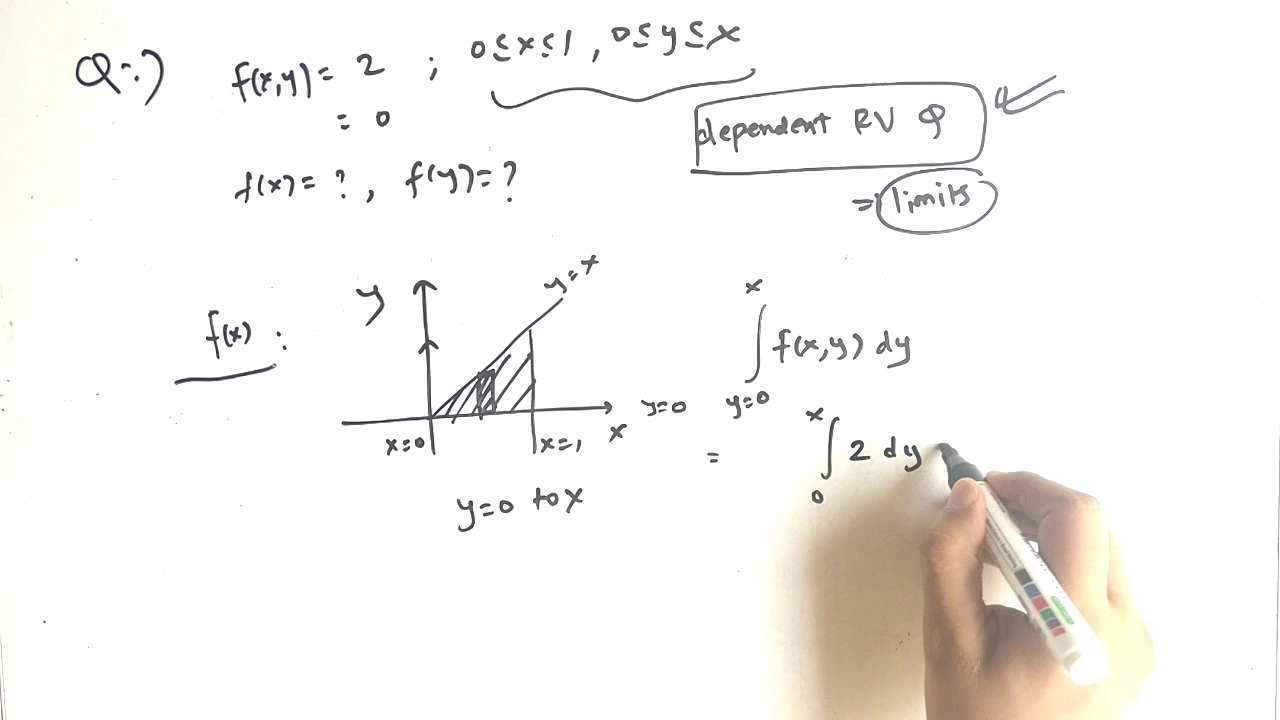 Q:-) f(x,y) = 2 ; 0≤x≤1, 0≤y≤x
= 0
dependent RV Q
f(x) = ?, f(y) = ?
⇒ limits
f(x) :
y
y=x
x=0
x=1
x
y=0 to x
y=0
x
∫ f(x,y) dy
y=0
x
= ∫ 2 dy
0